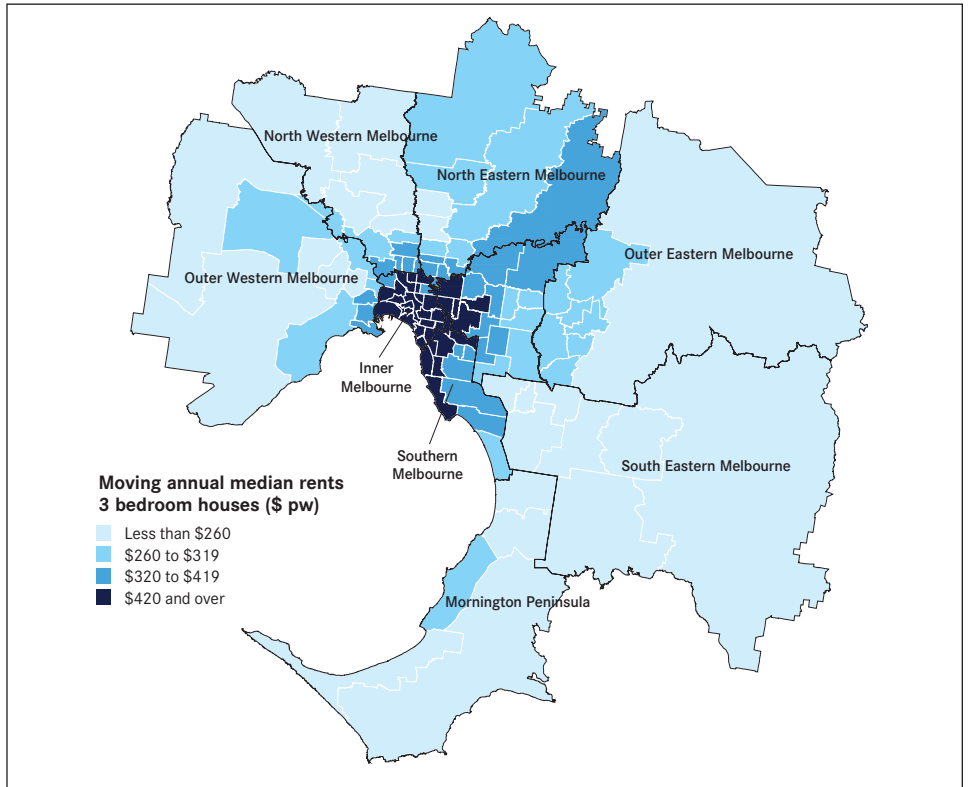 North Western Melbourne
North Eastern Melbourne
Outer Eastern Melbourne
Outer Western Melbourne
Inner
Melbourne
Southern
Melbourne
South Eastern Melbourne
Moving annual median rents
3 bedroom houses ($ pw)
Less than $260
$260 to $319
$320 to $419
$420 and over
Mornington Peninsula